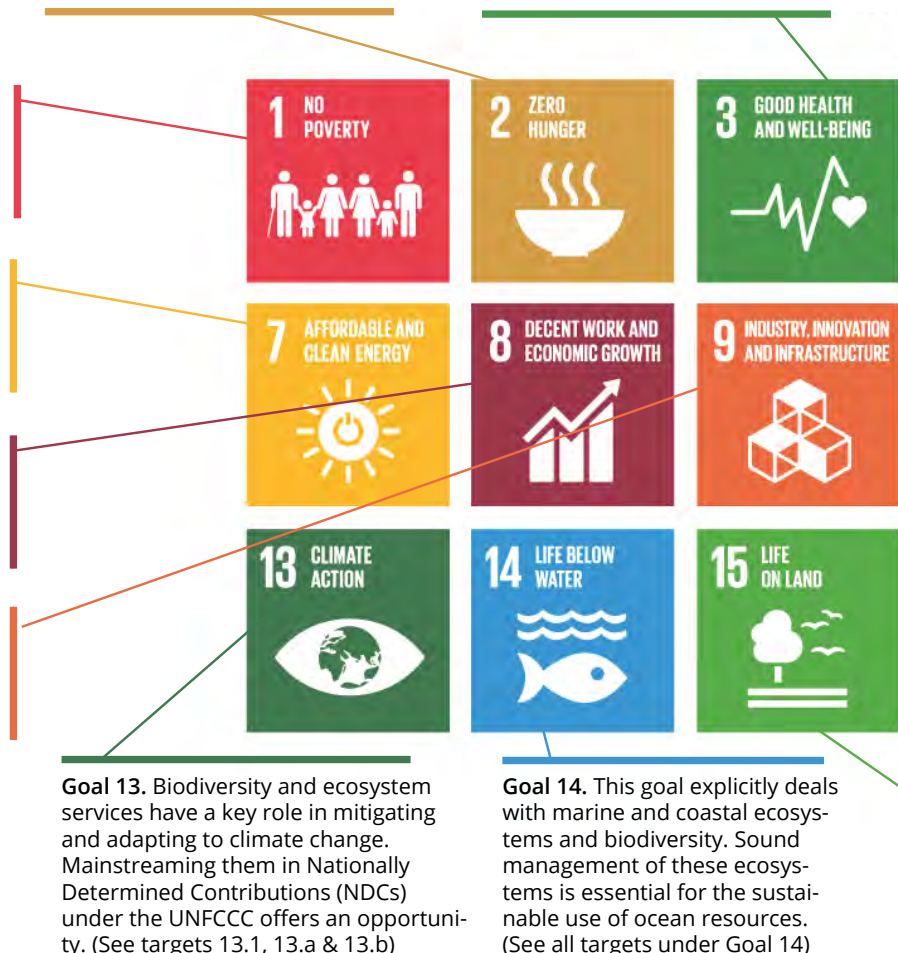 1 NO
POVERTY
2 ZERO
HUNGER
3 GOOD HEALTH
AND WELL-BEING
7 AFFORDABLE AND
CLEAN ENERGY
8 DECENT WORK AND
ECONOMIC GROWTH
9 INDUSTRY, INNOVATION
AND INFRASTRUCTURE
13 CLIMATE
ACTION
14 LIFE BELOW
WATER
15 LIFE
ON LAND
Goal 13. Biodiversity and ecosystem
services have a key role in mitigating
and adapting to climate change.
Mainstreaming them in Nationally
Determined Contributions (NDCs)
under the UNFCCC offers an opportuni-
ty. (See targets 13.1, 13.a & 13.b)
Goal 14. This goal explicitly deals
with marine and coastal ecosys-
tems and biodiversity. Sound
management of these ecosys-
tems is essential for the sustai-
nable use of ocean resources.
(See all targets under Goal 14)